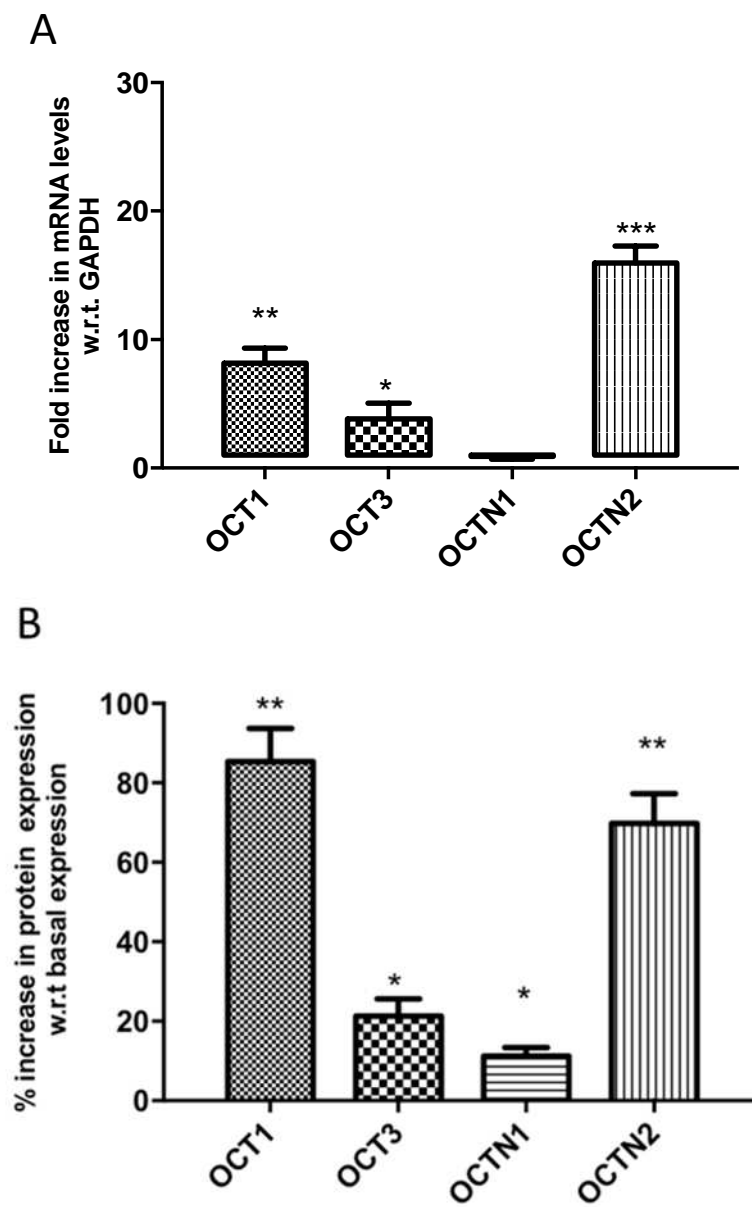 A
Fold increase in mRNA levels
w.r.t. GAPDH
30
20
10
0
**
*
***
OCT1
OCT3
OCTN1
OCTN2
B
% increase in protein expression
w.r.t basal expression
100
80
60
40
20
0
**
*
*
**
OCT1
OCT3
OCTN1
OCTN2